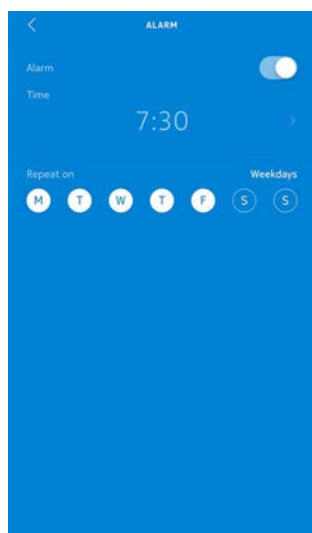 ALARM
Alarm
Time
7:30
Repeat on Weekdays
M T W T F S S